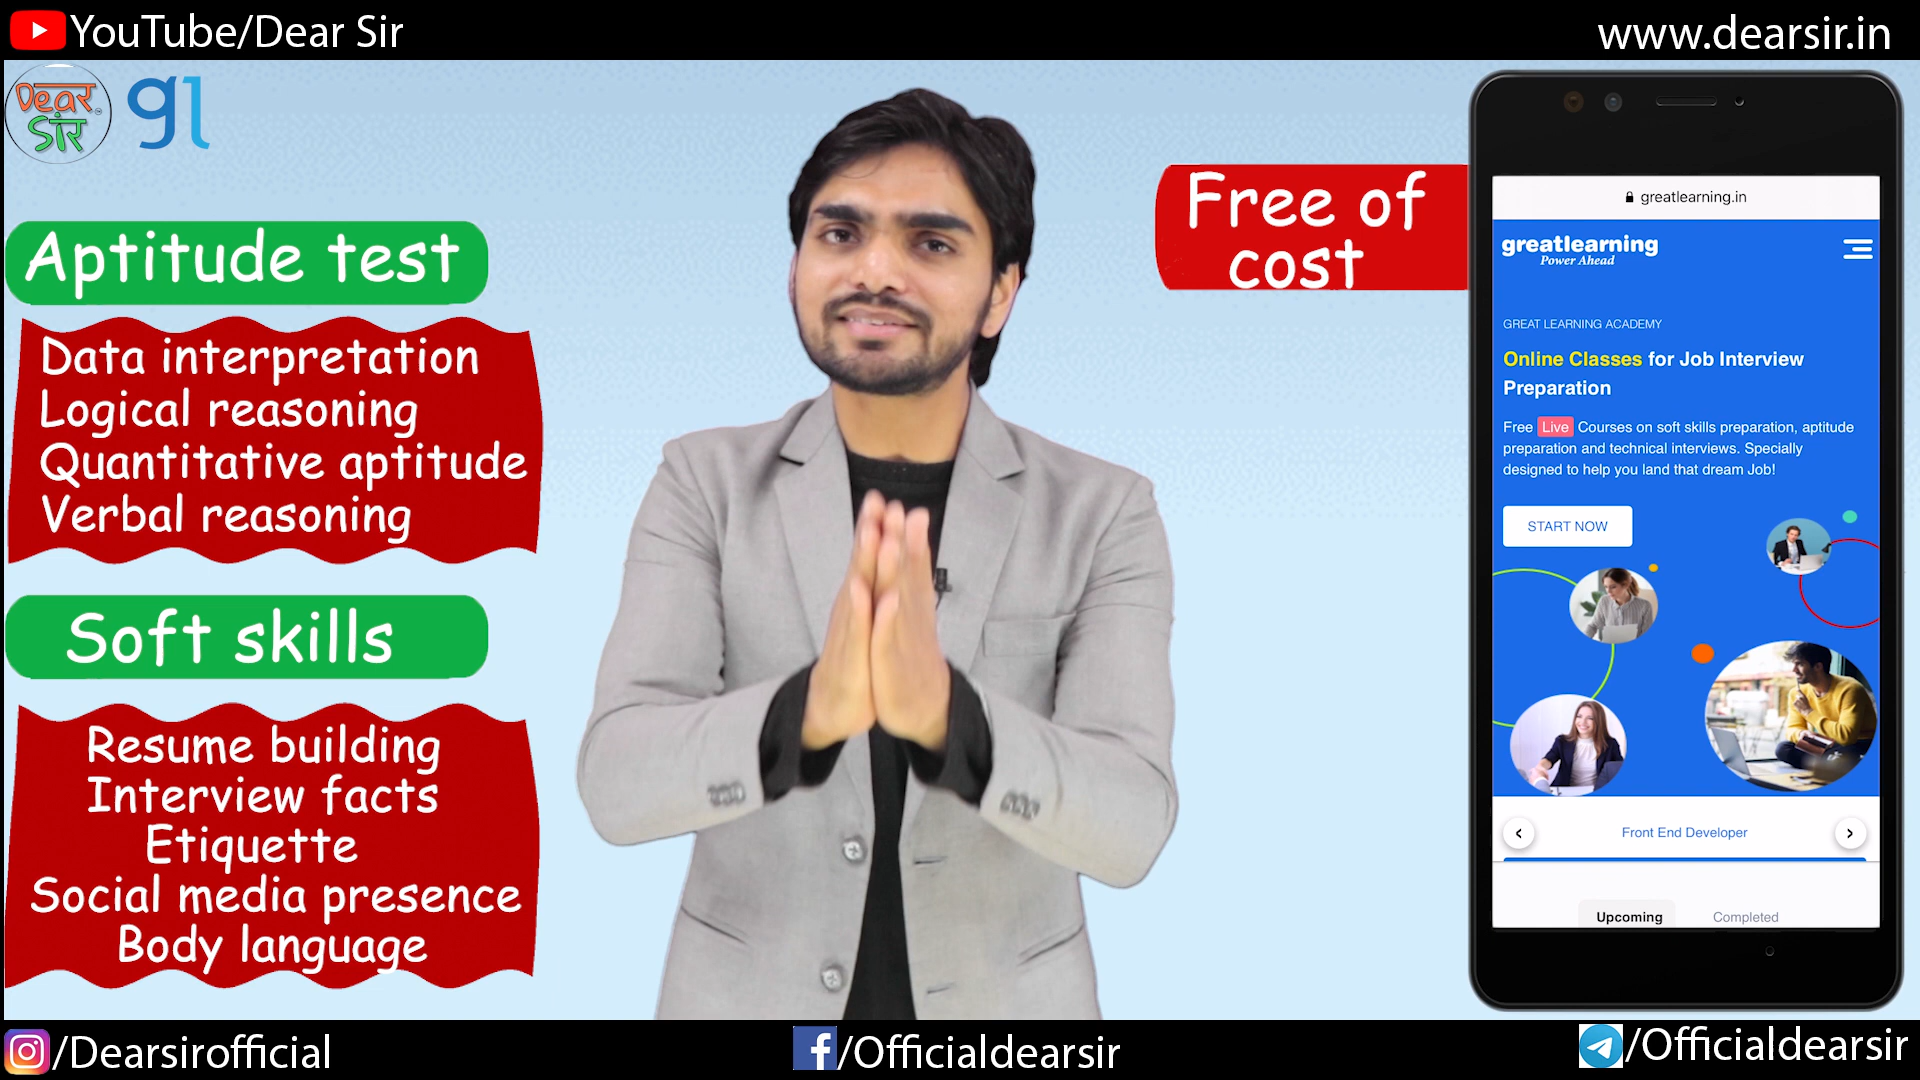 YouTube/Dear Sir
www.dearsir.in
Dear
सर
gl
Aptitude test
Data interpretation
Logical reasoning
Quantitative aptitude
Verbal reasoning
Soft skills
Resume building
Interview facts
Etiquette
Social media presence
Body language
Free of
cost
greatlearning.in
greatlearning
Power Ahead
GREAT LEARNING ACADEMY
Online Classes for Job Interview
Preparation
Free Live Courses on soft skills preparation, aptitude
preparation and technical interviews. Specially
designed to help you land that dream Job!
START NOW
Front End Developer
Upcoming
Completed
/Dearsirofficial
/Officialdearsir
/Officialdearsir